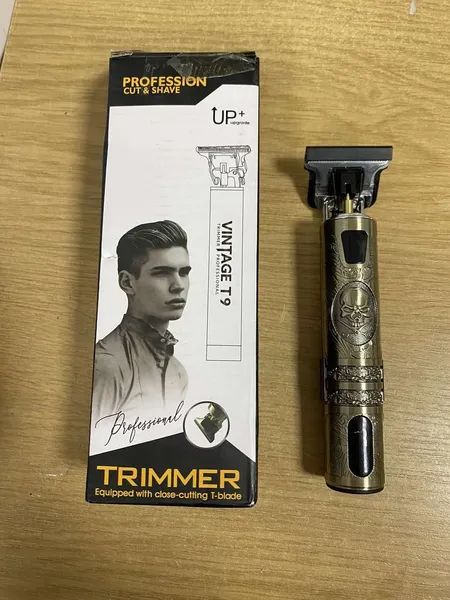 PROFESSION
CUT & SHAVE
UP+
upgrade
VINTAGE T9
TRIMMER PROFESSIONAL
Professional
TRIMMER
Equipped with close-cutting T-blade